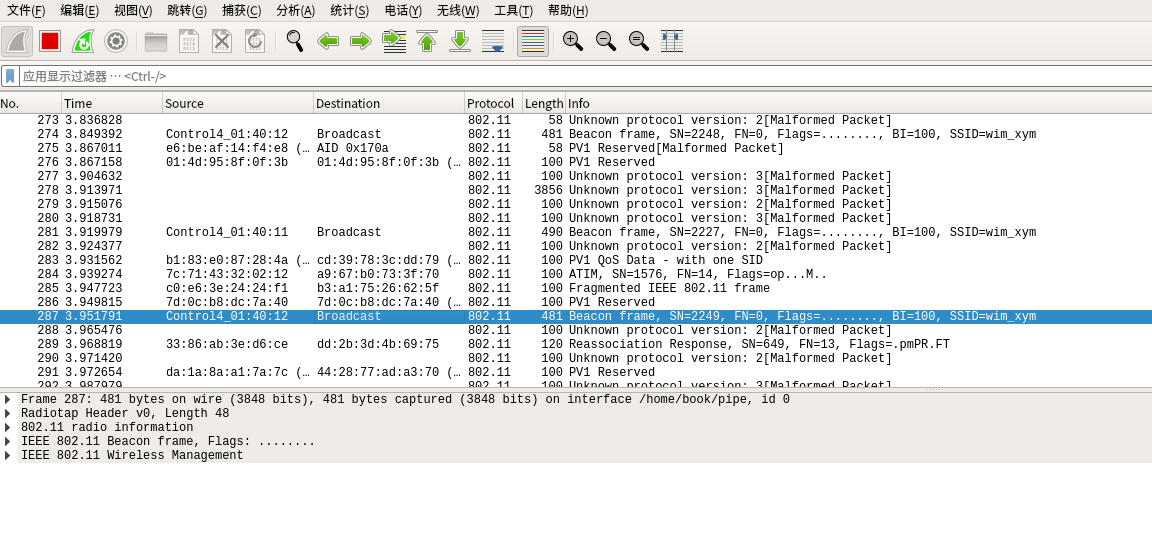 文件(F) 编辑(E) 视图(V) 跳转(G) 捕获(C) 分析(A) 统计(S) 电话(Y) 无线(W) 工具(T) 帮助(H)
应用显示过滤器 … <Ctrl-/>
No. Time Source Destination Protocol Length Info
273 3.836828 802.11 58 Unknown protocol version: 2[Malformed Packet]
274 3.849392 Control4_01:40:12 Broadcast 802.11 481 Beacon frame, SN=2248, FN=0, Flags=........, BI=100, SSID=wim_xym
275 3.867011 e6:be:af:14:f4:e8 (… AID 0x170a 802.11 58 PV1 Reserved[Malformed Packet]
276 3.867158 01:4d:95:8f:0f:3b 01:4d:95:8f:0f:3b (… 802.11 100 PV1 Reserved
277 3.904632 802.11 100 Unknown protocol version: 3[Malformed Packet]
278 3.913971 802.11 3856 Unknown protocol version: 3[Malformed Packet]
279 3.915076 802.11 100 Unknown protocol version: 2[Malformed Packet]
280 3.918731 802.11 100 Unknown protocol version: 3[Malformed Packet]
281 3.919979 Control4_01:40:11 Broadcast 802.11 490 Beacon frame, SN=2227, FN=0, Flags=........, BI=100, SSID=wim_xym
282 3.924377 802.11 100 Unknown protocol version: 2[Malformed Packet]
283 3.931562 b1:83:e0:87:28:4a (… cd:39:78:3c:dd:79 (… 802.11 100 PV1 QoS Data - with one SID
284 3.939274 7c:71:43:32:02:12 a9:67:b0:73:3f:70 802.11 100 ATIM, SN=1576, FN=14, Flags=op...M..
285 3.947723 c0:e6:3e:24:24:f1 b3:a1:75:26:62:5f 802.11 100 Fragmented IEEE 802.11 frame
286 3.949815 7d:0c:b8:dc:7a:40 7d:0c:b8:dc:7a:40 (… 802.11 100 PV1 Reserved
287 3.951791 Control4_01:40:12 Broadcast 802.11 481 Beacon frame, SN=2249, FN=0, Flags=........, BI=100, SSID=wim_xym
288 3.965476 802.11 100 Unknown protocol version: 2[Malformed Packet]
289 3.968819 33:86:ab:3e:d6:ce dd:2b:3d:4b:69:75 802.11 120 Reassociation Response, SN=649, FN=13, Flags=.pmPR.FT
290 3.971420 802.11 100 Unknown protocol version: 2[Malformed Packet]
291 3.972654 da:1a:8a:a1:7a:7c (… 44:28:77:ad:a3:70 (… 802.11 100 PV1 Reserved
292 3.987979 802.11 100 Unknown protocol version: 3[Malformed Packet]
Frame 287: 481 bytes on wire (3848 bits), 481 bytes captured (3848 bits) on interface /home/book/pipe, id 0
Radiotap Header v0, Length 48
802.11 radio information
IEEE 802.11 Beacon frame, Flags: ........
IEEE 802.11 Wireless Management